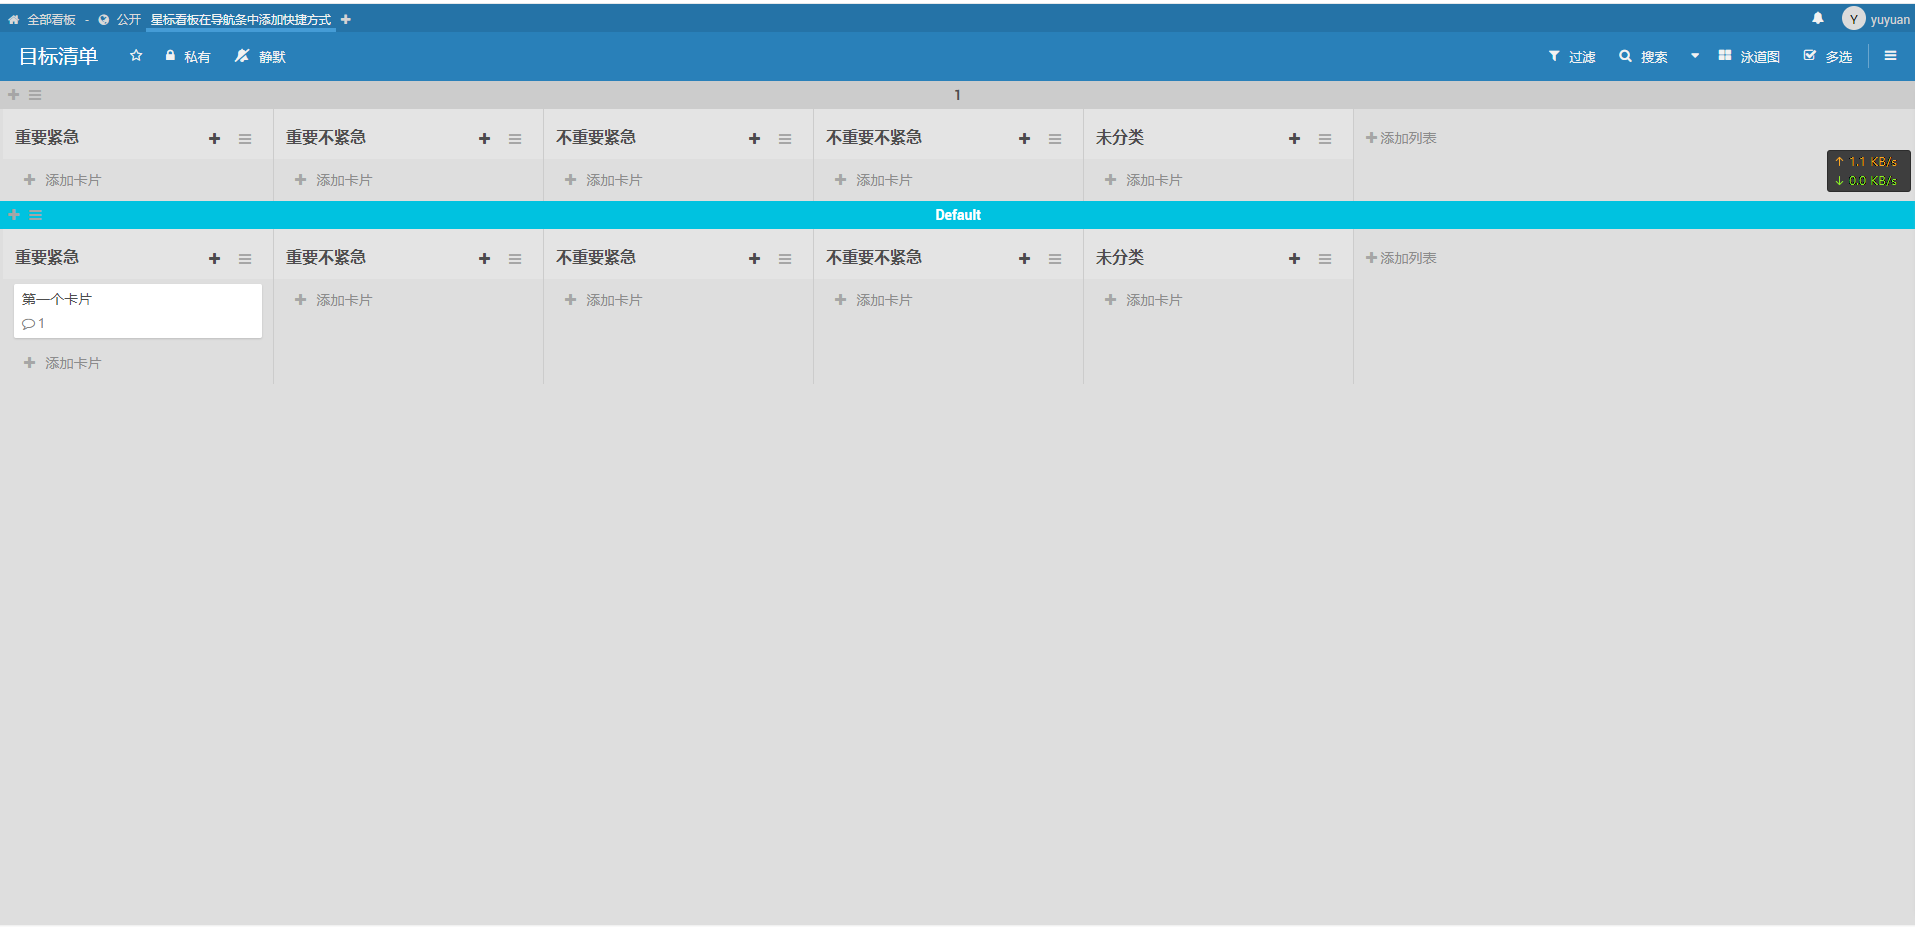 全部看板 - 公开 星标看板在导航条中添加快捷方式
Y yuyuan
目标清单 私有 静默 过滤 搜索 泳道图 多选
1
重要紧急 重要不紧急 不重要紧急 不重要不紧急 未分类 添加列表
添加卡片 添加卡片 添加卡片 添加卡片 添加卡片
↑ 1.1 KB/s
↓ 0.0 KB/s
Default
重要紧急 重要不紧急 不重要紧急 不重要不紧急 未分类 添加列表
第一个卡片 添加卡片 添加卡片 添加卡片 添加卡片
1
添加卡片